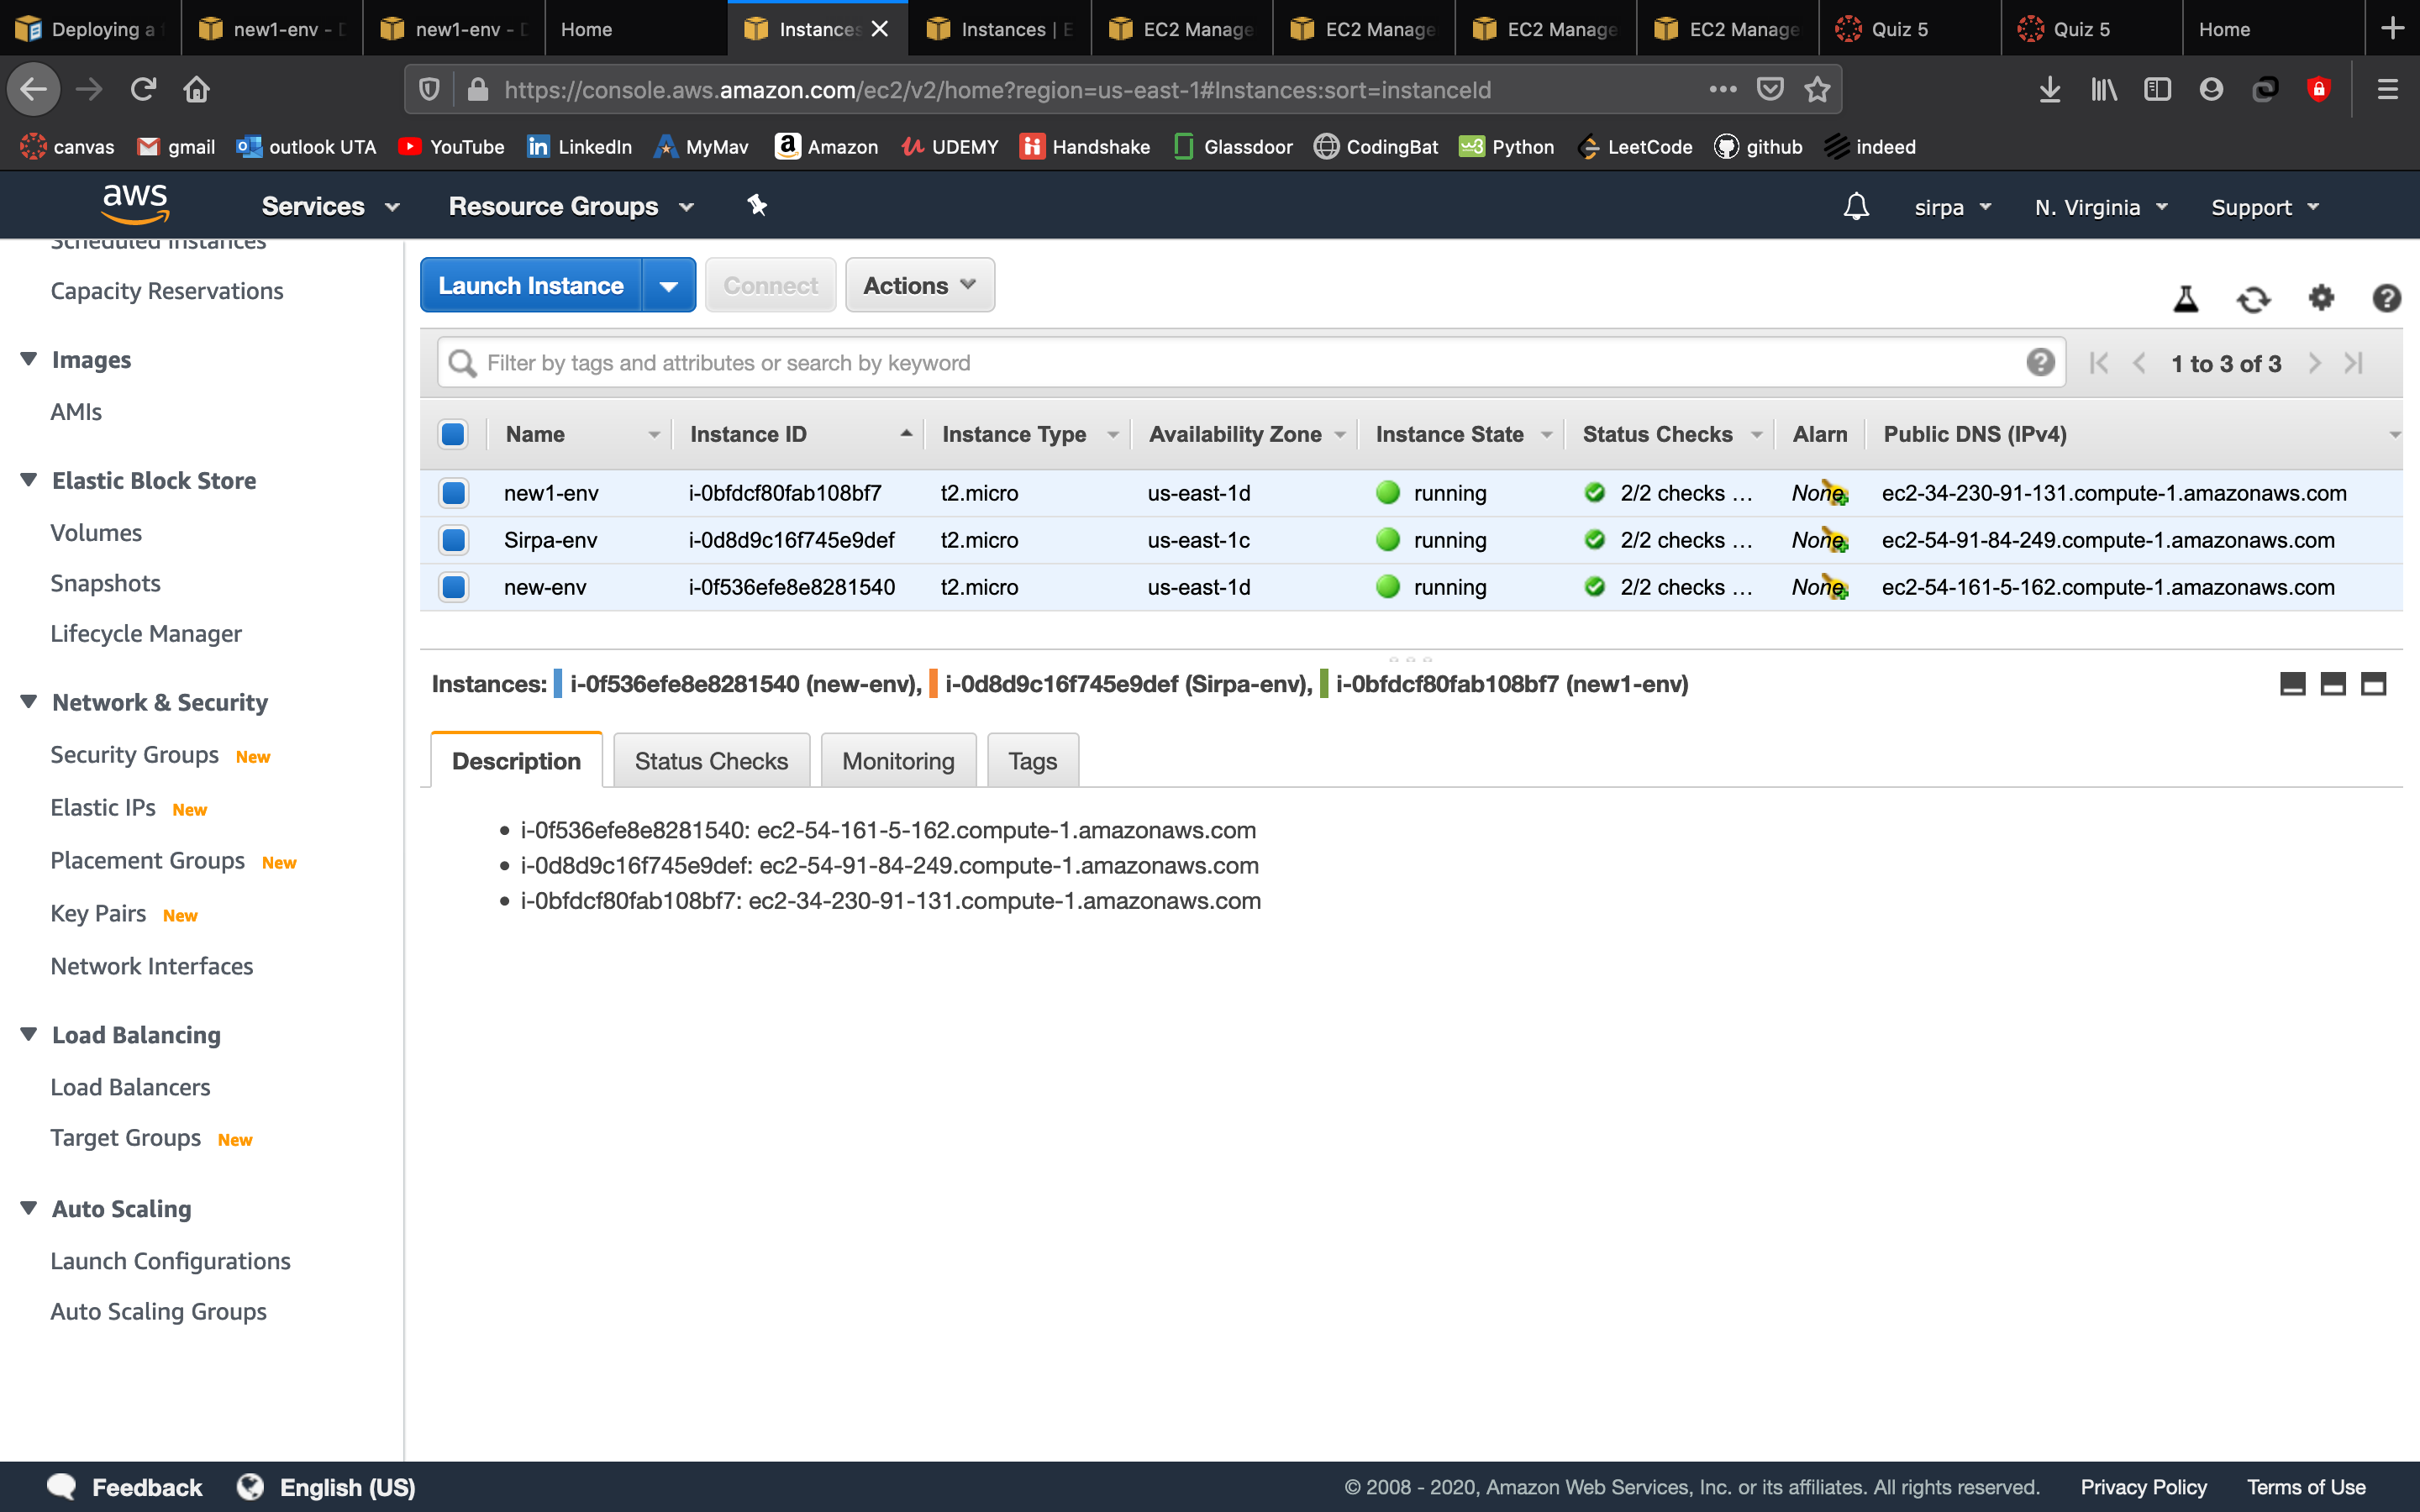 Deploying a f
new1-env - D
new1-env - D
Home
Instances
Instances | E
EC2 Manage
EC2 Manage
EC2 Manage
EC2 Manage
Quiz 5
Quiz 5
Home
https://console.aws.amazon.com/ec2/v2/home?region=us-east-1#Instances:sort=instanceId
canvas gmail outlook UTA YouTube LinkedIn MyMav Amazon UDEMY Handshake Glassdoor CodingBat Python LeetCode github indeed
aws Services Resource Groups sirpa N. Virginia Support
Scheduled Instances
Capacity Reservations
Images
AMIs
Elastic Block Store
Volumes
Snapshots
Lifecycle Manager
Network & Security
Security Groups New
Elastic IPs New
Placement Groups New
Key Pairs New
Network Interfaces
Load Balancing
Load Balancers
Target Groups New
Auto Scaling
Launch Configurations
Auto Scaling Groups
Launch Instance Connect Actions
Filter by tags and attributes or search by keyword 1 to 3 of 3
Name Instance ID Instance Type Availability Zone Instance State Status Checks Alarn Public DNS (IPv4)
new1-env i-0bfdcf80fab108bf7 t2.micro us-east-1d running 2/2 checks ... None ec2-34-230-91-131.compute-1.amazonaws.com
Sirpa-env i-0d8d9c16f745e9def t2.micro us-east-1c running 2/2 checks ... None ec2-54-91-84-249.compute-1.amazonaws.com
new-env i-0f536efe8e8281540 t2.micro us-east-1d running 2/2 checks ... None ec2-54-161-5-162.compute-1.amazonaws.com
Instances: i-0f536efe8e8281540 (new-env), i-0d8d9c16f745e9def (Sirpa-env), i-0bfdcf80fab108bf7 (new1-env)
Description Status Checks Monitoring Tags
• i-0f536efe8e8281540: ec2-54-161-5-162.compute-1.amazonaws.com
• i-0d8d9c16f745e9def: ec2-54-91-84-249.compute-1.amazonaws.com
• i-0bfdcf80fab108bf7: ec2-34-230-91-131.compute-1.amazonaws.com
Feedback English (US) © 2008 - 2020, Amazon Web Services, Inc. or its affiliates. All rights reserved. Privacy Policy Terms of Use